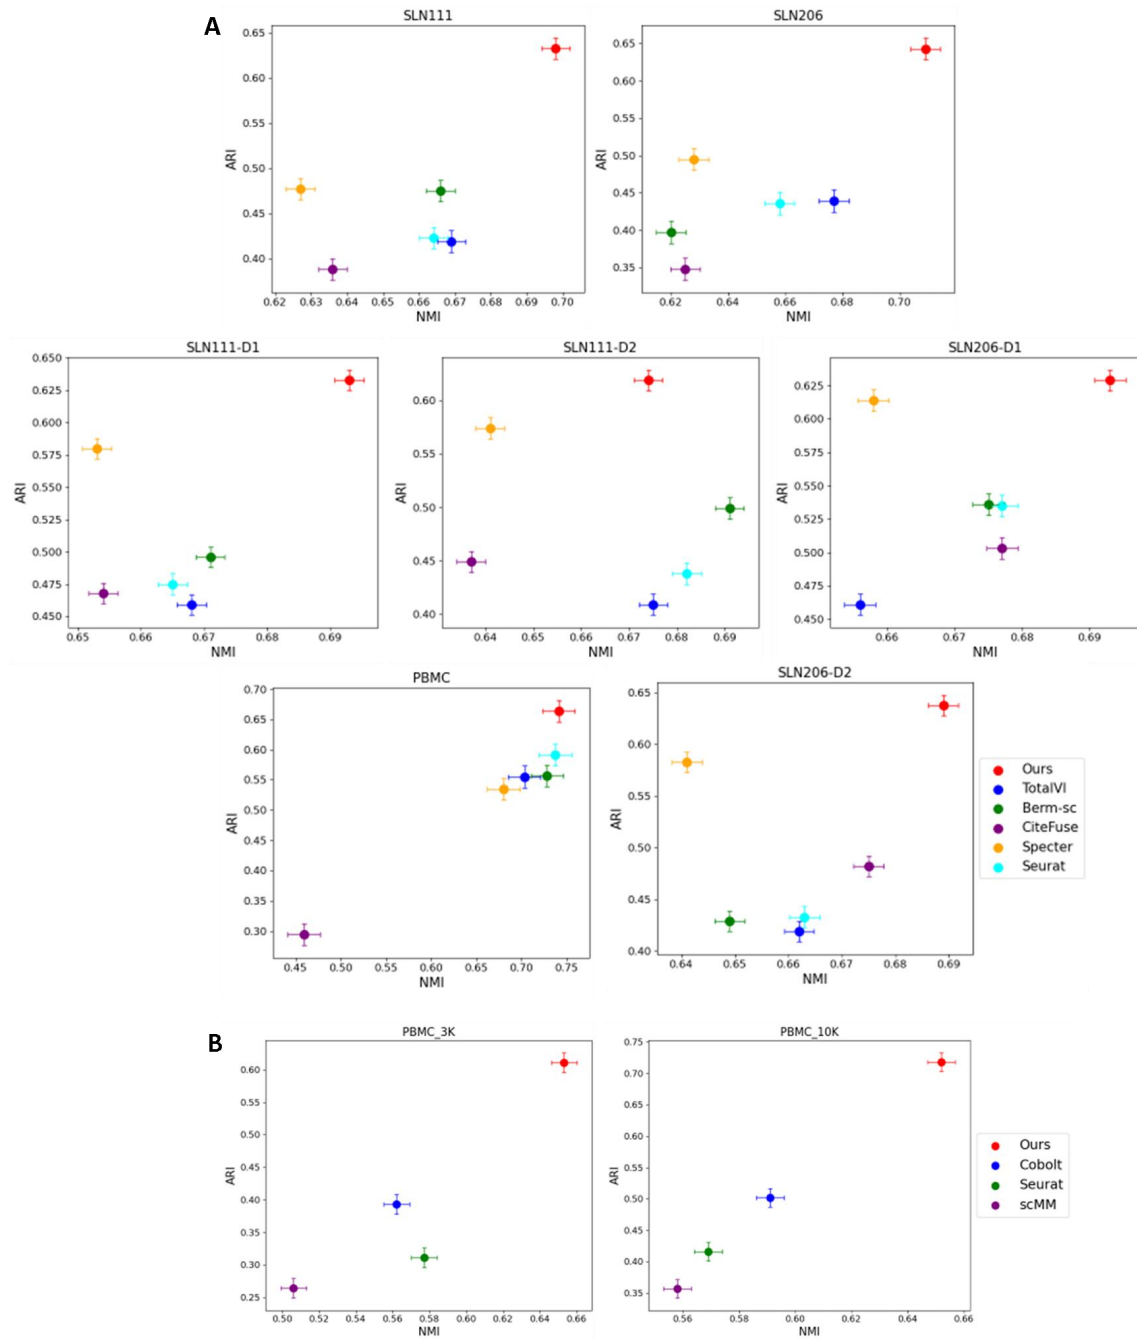 A
SLN111
ARI
0.65
0.60
0.55
0.50
0.45
0.40
0.62 0.63 0.64 0.65 0.66 0.67 0.68 0.69 0.70
NMI
SLN206
ARI
0.65
0.60
0.55
0.50
0.45
0.40
0.35
0.62 0.64 0.66 0.68 0.70
NMI
SLN111-D1
ARI
0.650
0.625
0.600
0.575
0.550
0.525
0.500
0.475
0.450
0.65 0.66 0.67 0.68 0.69
NMI
SLN111-D2
ARI
0.60
0.55
0.50
0.45
0.40
0.64 0.65 0.66 0.67 0.68 0.69
NMI
SLN206-D1
ARI
0.625
0.600
0.575
0.550
0.525
0.500
0.475
0.450
0.66 0.67 0.68 0.69
NMI
PBMC
ARI
0.70
0.65
0.60
0.55
0.50
0.45
0.40
0.35
0.30
0.45 0.50 0.55 0.60 0.65 0.70 0.75
NMI
SLN206-D2
ARI
0.65
0.60
0.55
0.50
0.45
0.40
0.64 0.65 0.66 0.67 0.68 0.69
NMI
Ours
TotalVI
Berm-sc
CiteFuse
Specter
Seurat
B
PBMC_3K
ARI
0.60
0.55
0.50
0.45
0.40
0.35
0.30
0.25
0.50 0.52 0.54 0.56 0.58 0.60 0.62 0.64 0.66
NMI
PBMC_10K
ARI
0.75
0.70
0.65
0.60
0.55
0.50
0.45
0.40
0.35
0.56 0.58 0.60 0.62 0.64 0.66
NMI
Ours
Cobolt
Seurat
scMM